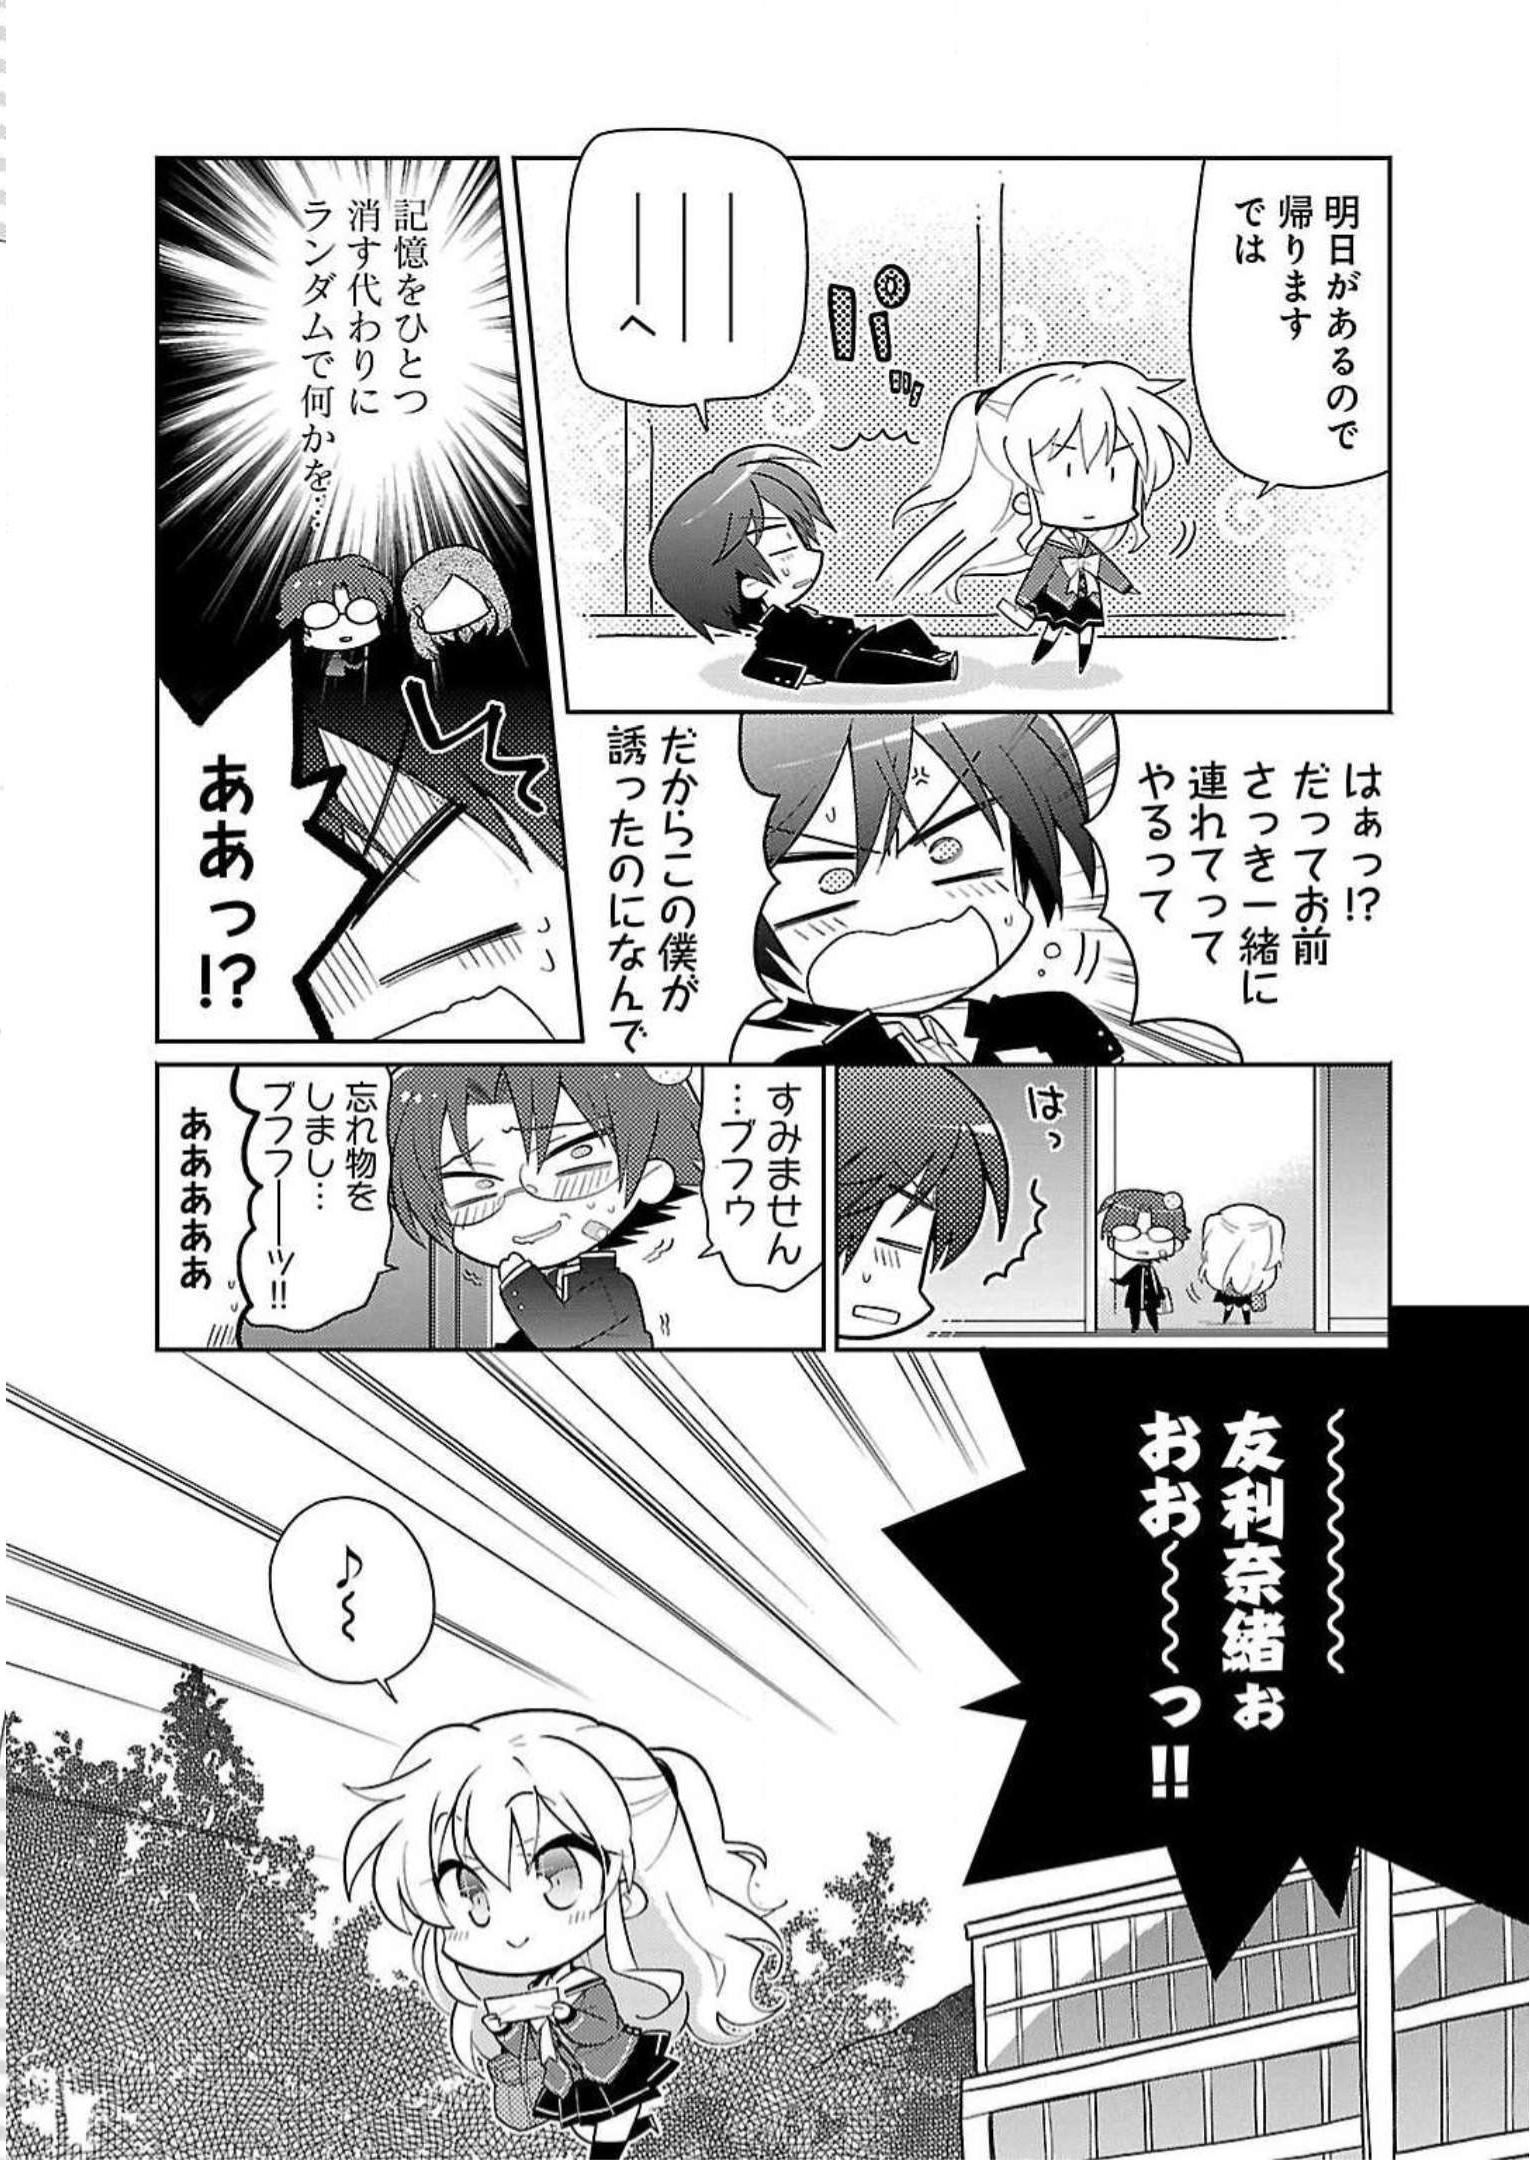 明日があるので
帰ります
では
パ
パパパ
｜｜｜へ
はぁっ!?
だってお前
さっき一緒に
連れてって
やるって
だからこの僕が
誘ったのになんで
記憶をひとつ
消す代わりに
ランダムで何かを……
ああっ!?
はっ
すみません
…ブフゥ
忘れ物を
しまし…
ブフフーーッ!!
ああああああ
～～～～～
友利奈緒ぉ
おおお～～～っ!!
♪～